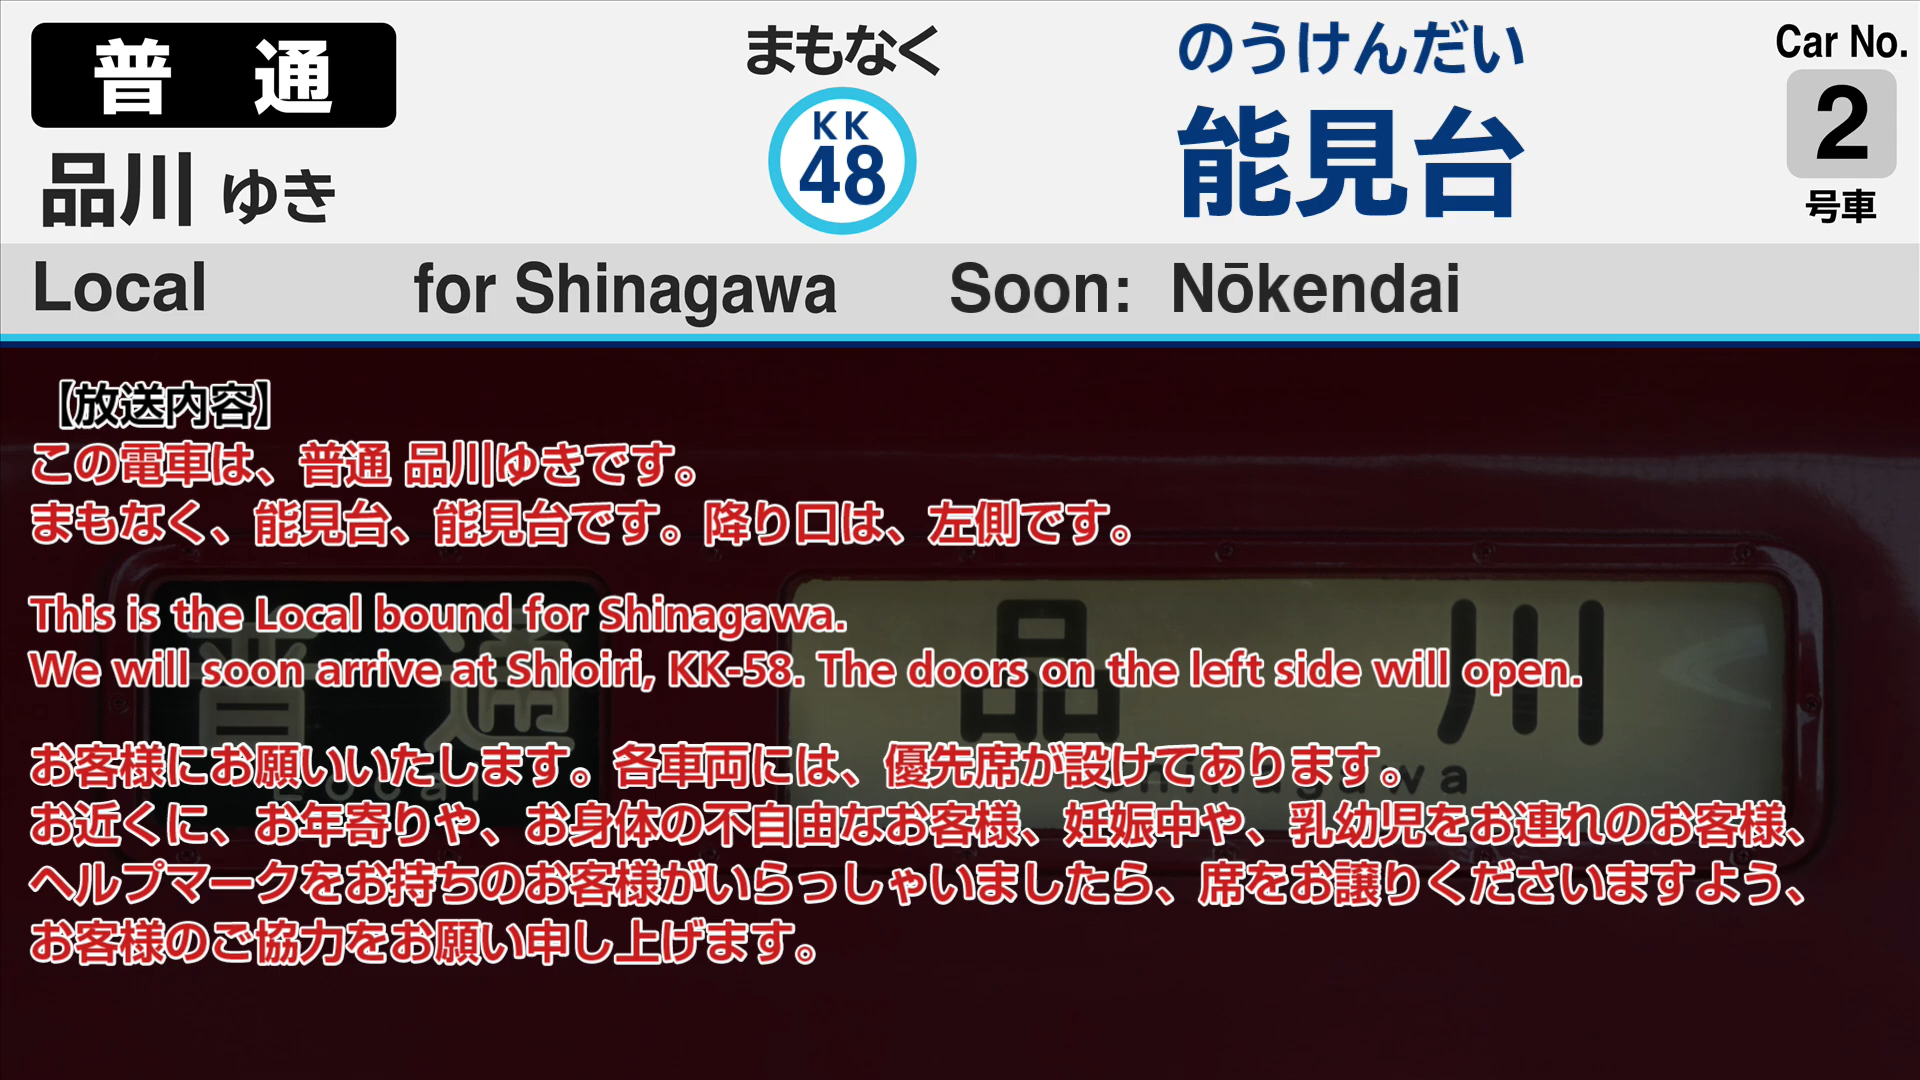 普 通
品川 ゆき
まもなく
KK
48
のうけんだい
能見台
Car No.
2
号車
Local for Shinagawa Soon: Nōkendai
【放送内容】
この電車は、普通 品川ゆきです。
まもなく、能見台、能見台です。降り口は、左側です。
This is the Local bound for Shinagawa.
We will soon arrive at Shioiri, KK-58. The doors on the left side will open.
お客様にお願いいたします。各車両には、優先席が設けてあります。
お近くに、お年寄りや、お身体の不自由なお客様、妊娠中や、乳幼児をお連れのお客様、
ヘルプマークをお持ちのお客様がいらっしゃいましたら、席をお譲りくださいますよう、
お客様のご協力をお願い申し上げます。
普 通
Local
品 川
Shinagawa